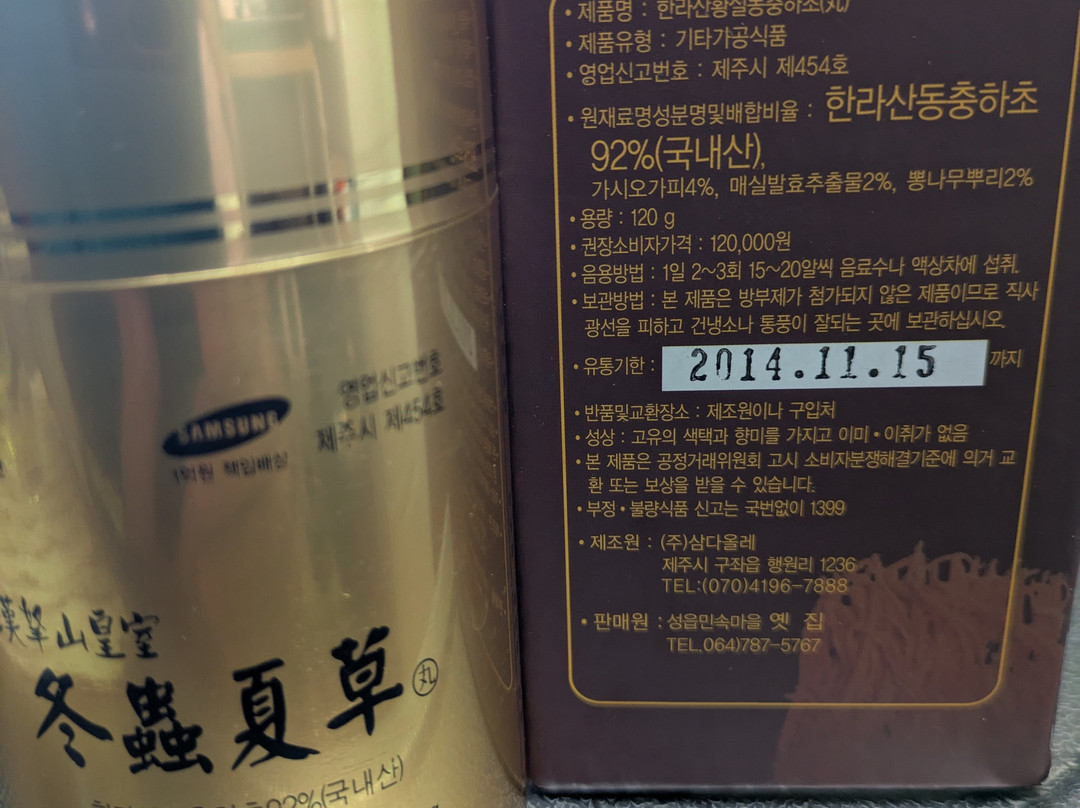 SAMSUNG
1억원 책임배상
영업신고번호
제주시 제454호
漢拏山皇室
冬蟲夏草 丸
92%(국내산)
• 제품명 : 한라산황실동충하초(丸)
• 제품유형 : 기타가공식품
• 영업신고번호 : 제주시 제454호
• 원재료명성분명및배합비율 : 한라산동충하초
92%(국내산),
가시오가피4%, 매실발효추출물2%, 뽕나무뿌리2%
• 용량 : 120 g
• 권장소비자가격 : 120,000원
• 음용방법 : 1일 2~3회 15~20알씩 음료수나 액상차에 섭취.
• 보관방법 : 본 제품은 방부제가 첨가되지 않은 제품이므로 직사
광선을 피하고 건냉소나 통풍이 잘되는 곳에 보관하십시오.
• 유통기한 : 2014.11.15 까지
• 반품및교환장소 : 제조원이나 구입처
• 성상 : 고유의 색택과 향미를 가지고 이미 • 이취가 없음
• 본 제품은 공정거래위원회 고시 소비자분쟁해결기준에 의거 교
환 또는 보상을 받을 수 있습니다.
• 부정 • 불량식품 신고는 국번없이 1399
• 제조원 : (주)삼다올레
제주시 구좌읍 행원리 1236
TEL:(070)4196-7888
• 판매원 : 성읍민속마을 옛 집
TEL.064)787-5767